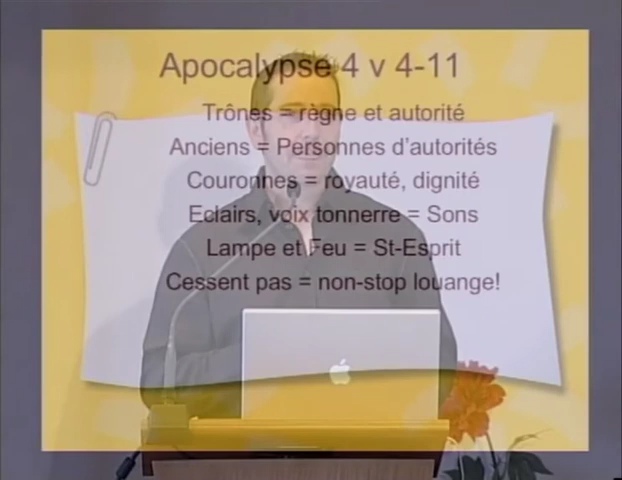 Apocalypse 4 v 4-11
Trônes = règne et autorité
Anciens = Personnes d'autorités
Couronnes = royauté, dignité
Eclairs, voix tonnerre = Sons
Lampe et Feu = St-Esprit
Cessent pas = non-stop louange!